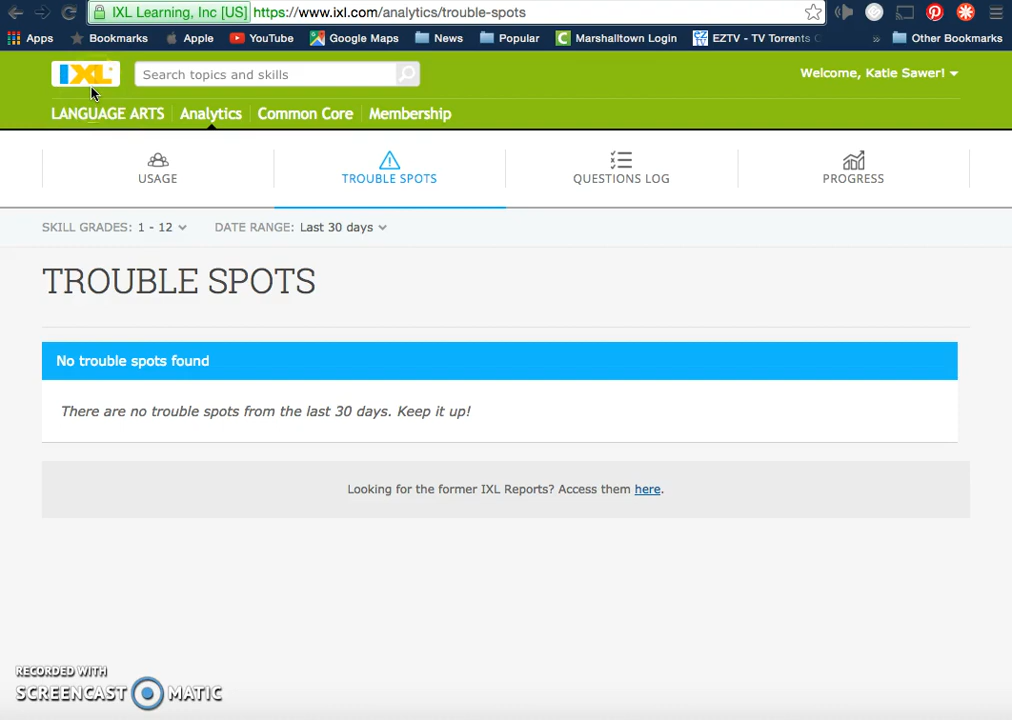 IXL Learning, Inc [US] https://www.ixl.com/analytics/trouble-spots
Apps Bookmarks Apple YouTube Google Maps News Popular Marshalltown Login EZTV - TV Torrents » Other Bookmarks
IXL Search topics and skills Welcome, Katie Sawer!
LANGUAGE ARTS Analytics Common Core Membership
USAGE TROUBLE SPOTS QUESTIONS LOG PROGRESS
SKILL GRADES: 1 - 12 DATE RANGE: Last 30 days
TROUBLE SPOTS
No trouble spots found
There are no trouble spots from the last 30 days. Keep it up!
Looking for the former IXL Reports? Access them here.
RECORDED WITH
SCREENCAST MATIC